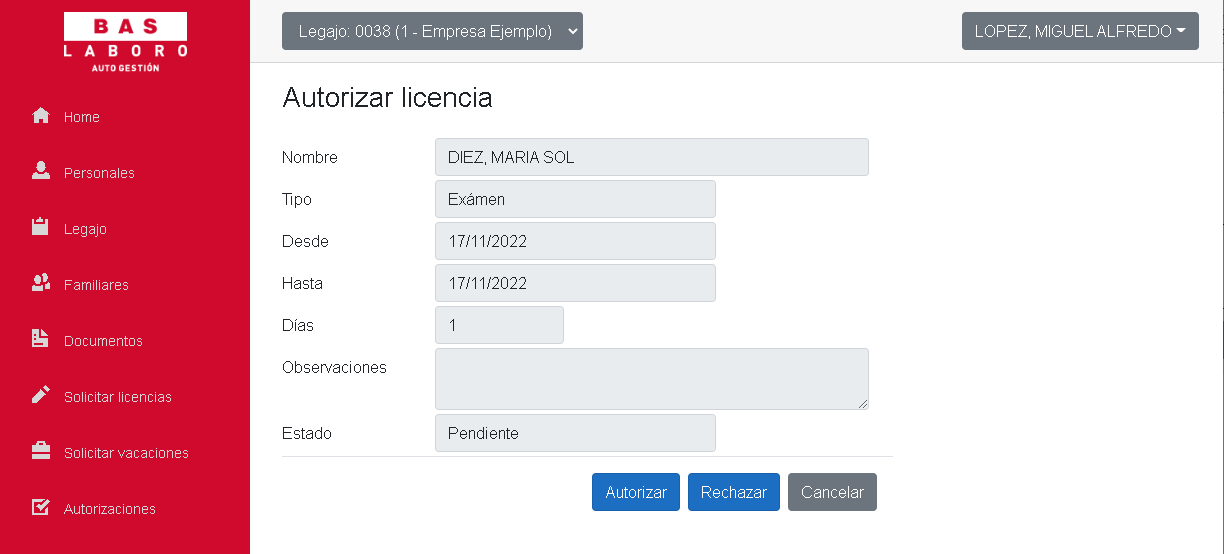 BAS
LABORO
AUTOGESTIÓN
Legajo: 0038 (1 - Empresa Ejemplo)
LOPEZ, MIGUEL ALFREDO
Home
Personales
Legajo
Familiares
Documentos
Solicitar licencias
Solicitar vacaciones
Autorizaciones
Autorizar licencia
Nombre DIEZ, MARIA SOL
Tipo Exámen
Desde 17/11/2022
Hasta 17/11/2022
Días 1
Observaciones
Estado Pendiente
Autorizar Rechazar Cancelar